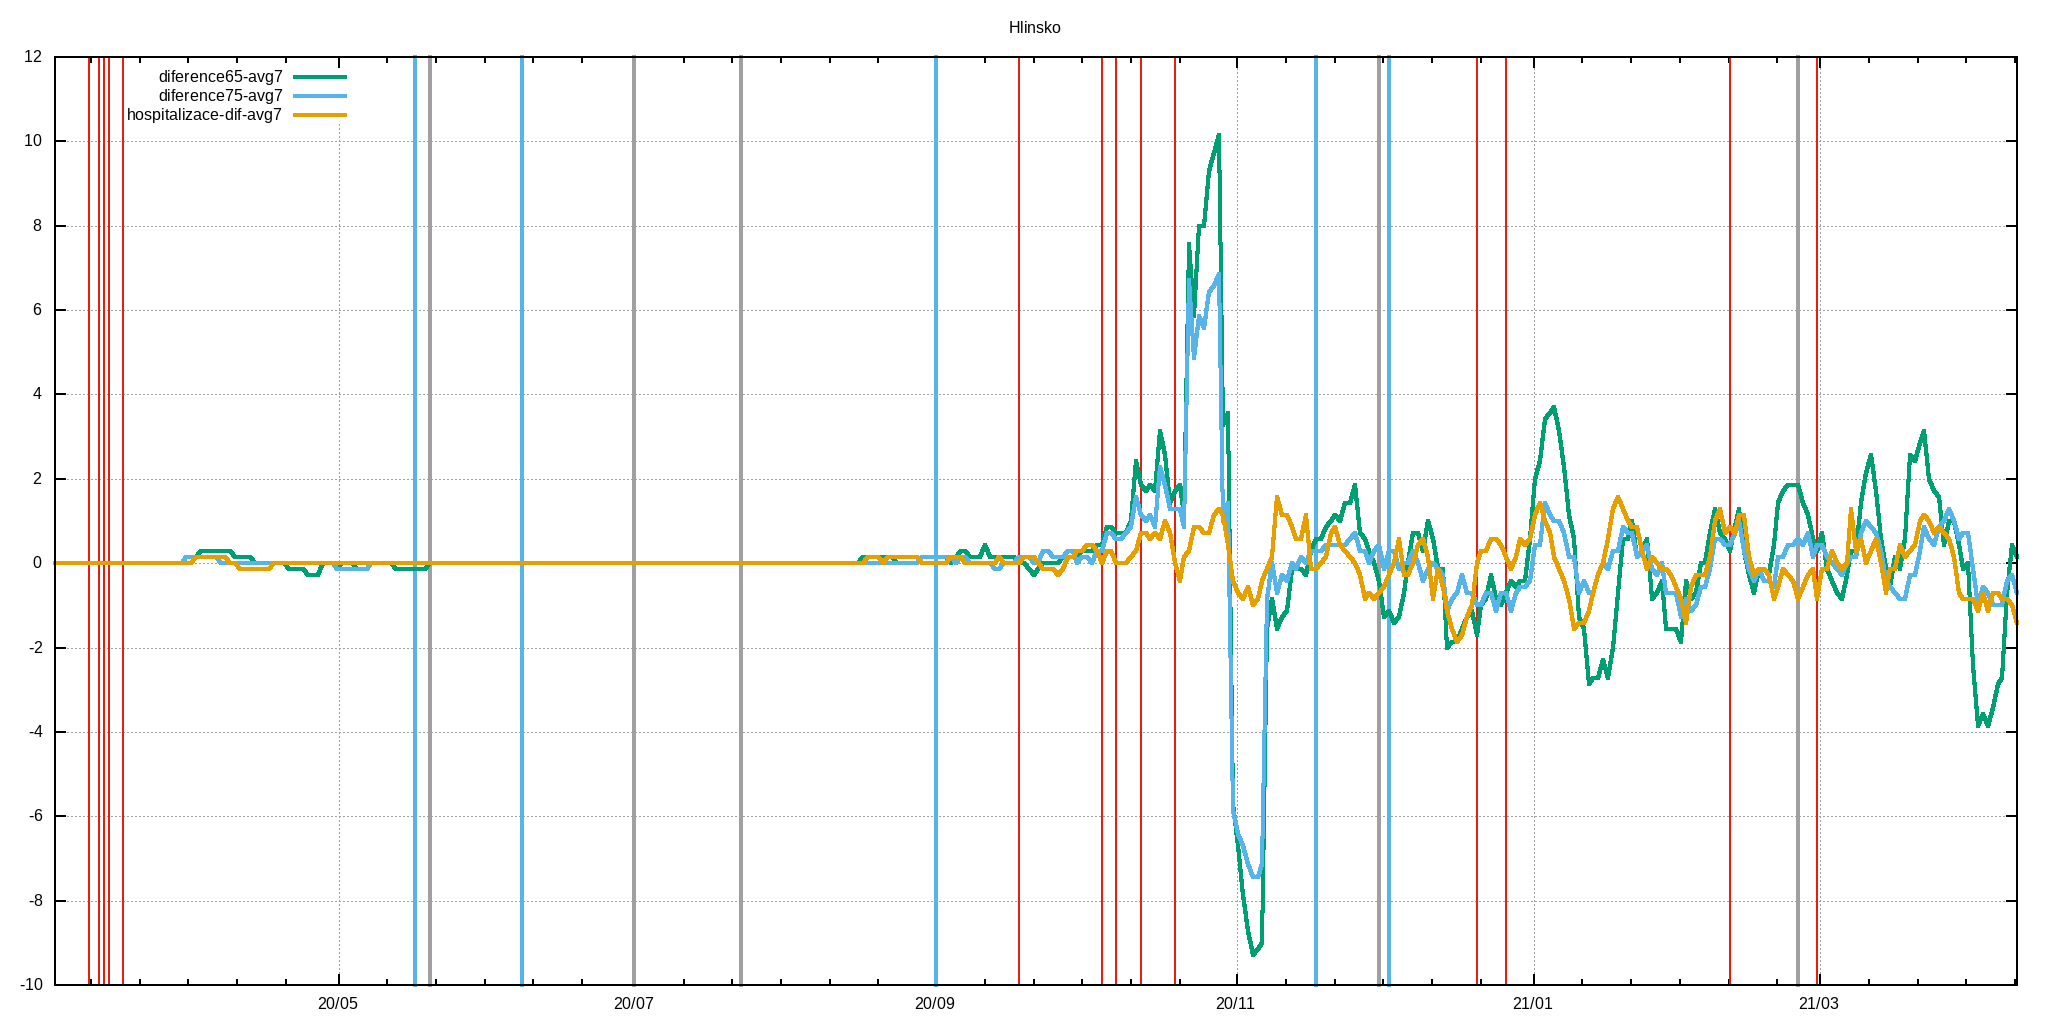 Hlinsko
12
diference65-avg7
diference75-avg7
hospitalizace-dif-avg7
10
8
6
4
2
0
-2
-4
-6
-8
-10
20/05 20/07 20/09 20/11 21/01 21/03